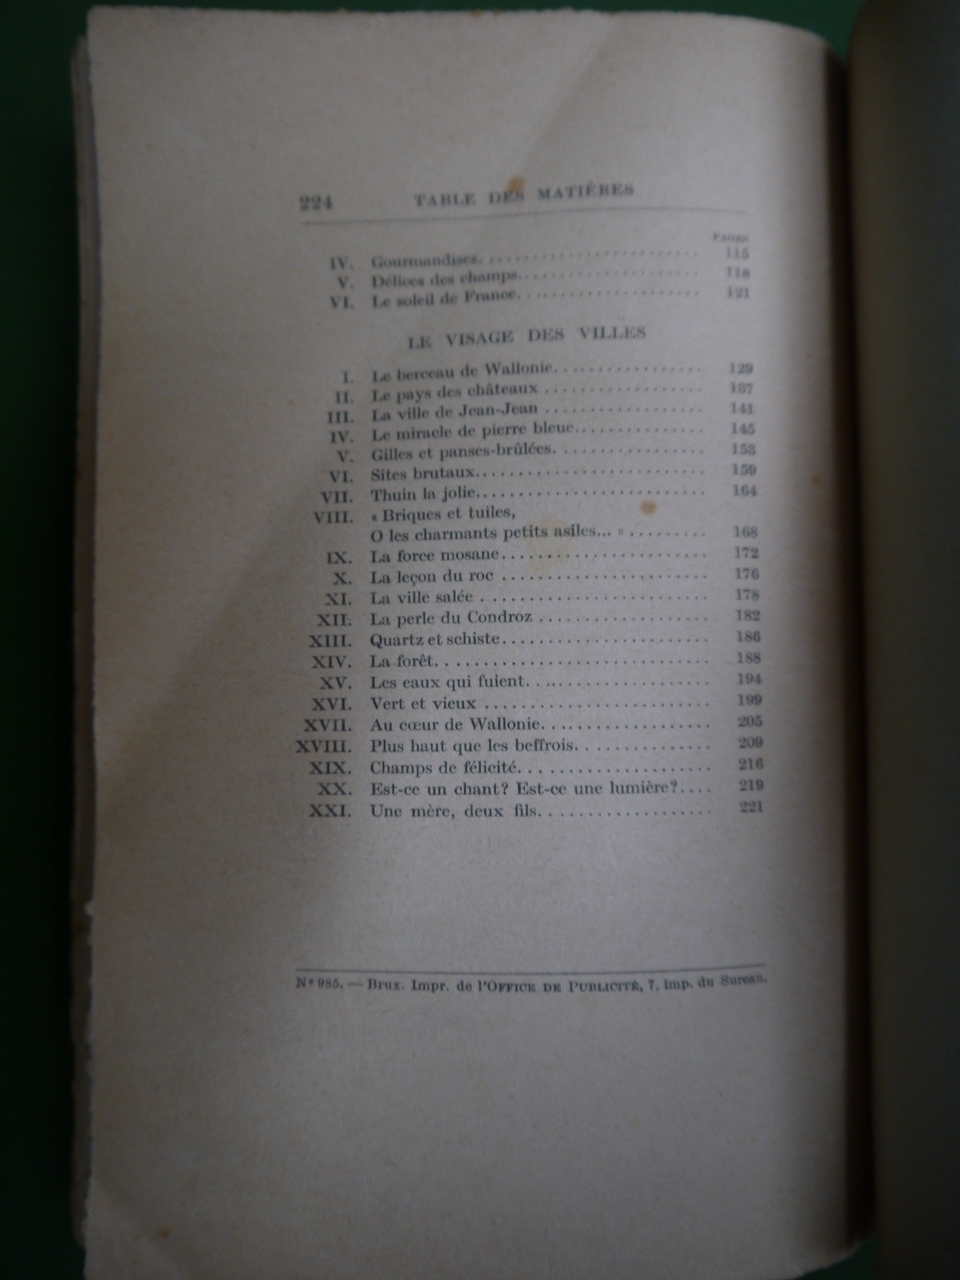 224 TABLE DES MATIÈRES
PAGES
IV. Gourmandises. 115
V. Délices des champs. 118
VI. Le soleil de France. 121
LE VISAGE DES VILLES
I. Le berceau de Wallonie. 129
II. Le pays des châteaux 137
III. La ville de Jean-Jean 141
IV. Le miracle de pierre bleue. 145
V. Gilles et panses-brûlées. 153
VI. Sites brutaux. 159
VII. Thuin la jolie. 164
VIII. « Briques et tuiles,
O les charmants petits asiles... » 168
IX. La force mosane. 172
X. La leçon du roc 176
XI. La ville salée 178
XII. La perle du Condroz 182
XIII. Quartz et schiste. 186
XIV. La forêt. 188
XV. Les eaux qui fuient. 194
XVI. Vert et vieux 199
XVII. Au cœur de Wallonie. 205
XVIII. Plus haut que les beffrois. 209
XIX. Champs de félicité. 216
XX. Est-ce un chant? Est-ce une lumière?. 219
XXI. Une mère, deux fils. 221
N° 985. — Brux. Impr. de l'OFFICE DE PUBLICITÉ, 7, imp. du Sureau.